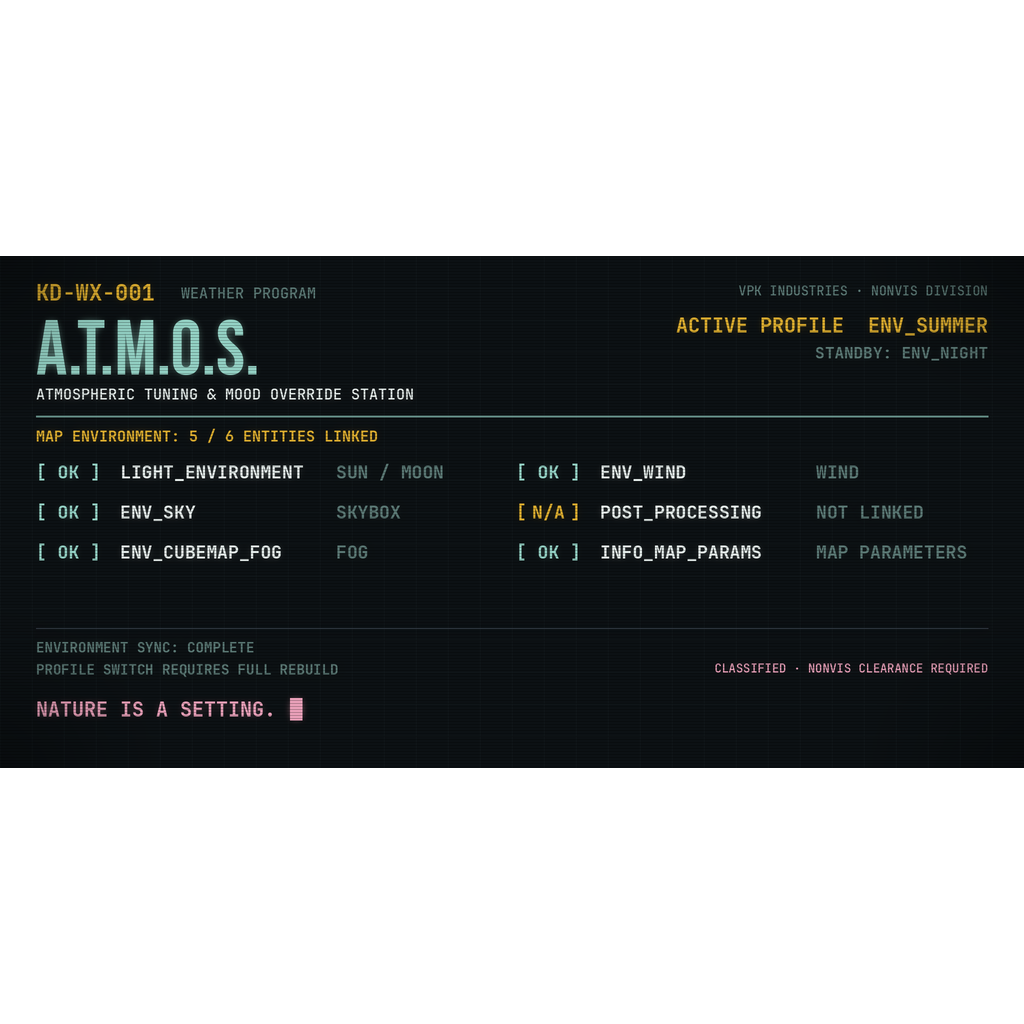 KD-WX-001 WEATHER PROGRAM
VPK INDUSTRIES · NONVIS DIVISION
A.T.M.O.S.
ACTIVE PROFILE ENV_SUMMER
STANDBY: ENV_NIGHT
ATMOSPHERIC TUNING & MOOD OVERRIDE STATION
MAP ENVIRONMENT: 5 / 6 ENTITIES LINKED
[ OK ] LIGHT_ENVIRONMENT SUN / MOON
[ OK ] ENV_WIND WIND
[ OK ] ENV_SKY SKYBOX
[ N/A ] POST_PROCESSING NOT LINKED
[ OK ] ENV_CUBEMAP_FOG FOG
[ OK ] INFO_MAP_PARAMS MAP PARAMETERS
ENVIRONMENT SYNC: COMPLETE
PROFILE SWITCH REQUIRES FULL REBUILD
CLASSIFIED · NONVIS CLEARANCE REQUIRED
NATURE IS A SETTING.